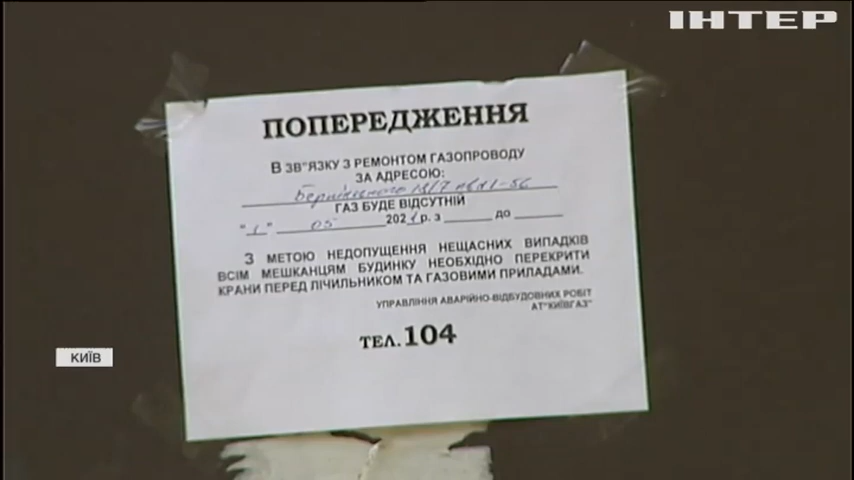 ІНТЕР
ПОПЕРЕДЖЕННЯ
В ЗВ"ЯЗКУ З РЕМОНТОМ ГАЗОПРОВОДУ
ЗА АДРЕСОЮ:
ГАЗ БУДЕ ВІДСУТНІЙ
"1" 05 2021 р. з до
З МЕТОЮ НЕДОПУЩЕННЯ НЕЩАСНИХ ВИПАДКІВ
ВСІМ МЕШКАНЦЯМ БУДИНКУ НЕОБХІДНО ПЕРЕКРИТИ
КРАНИ ПЕРЕД ЛІЧИЛЬНИКОМ ТА ГАЗОВИМИ ПРИЛАДАМИ.
УПРАВЛІННЯ АВАРІЙНО-ВІДБУДОВНИХ РОБІТ
АТ"КИЇВГАЗ"
ТЕЛ. 104
КИЇВ